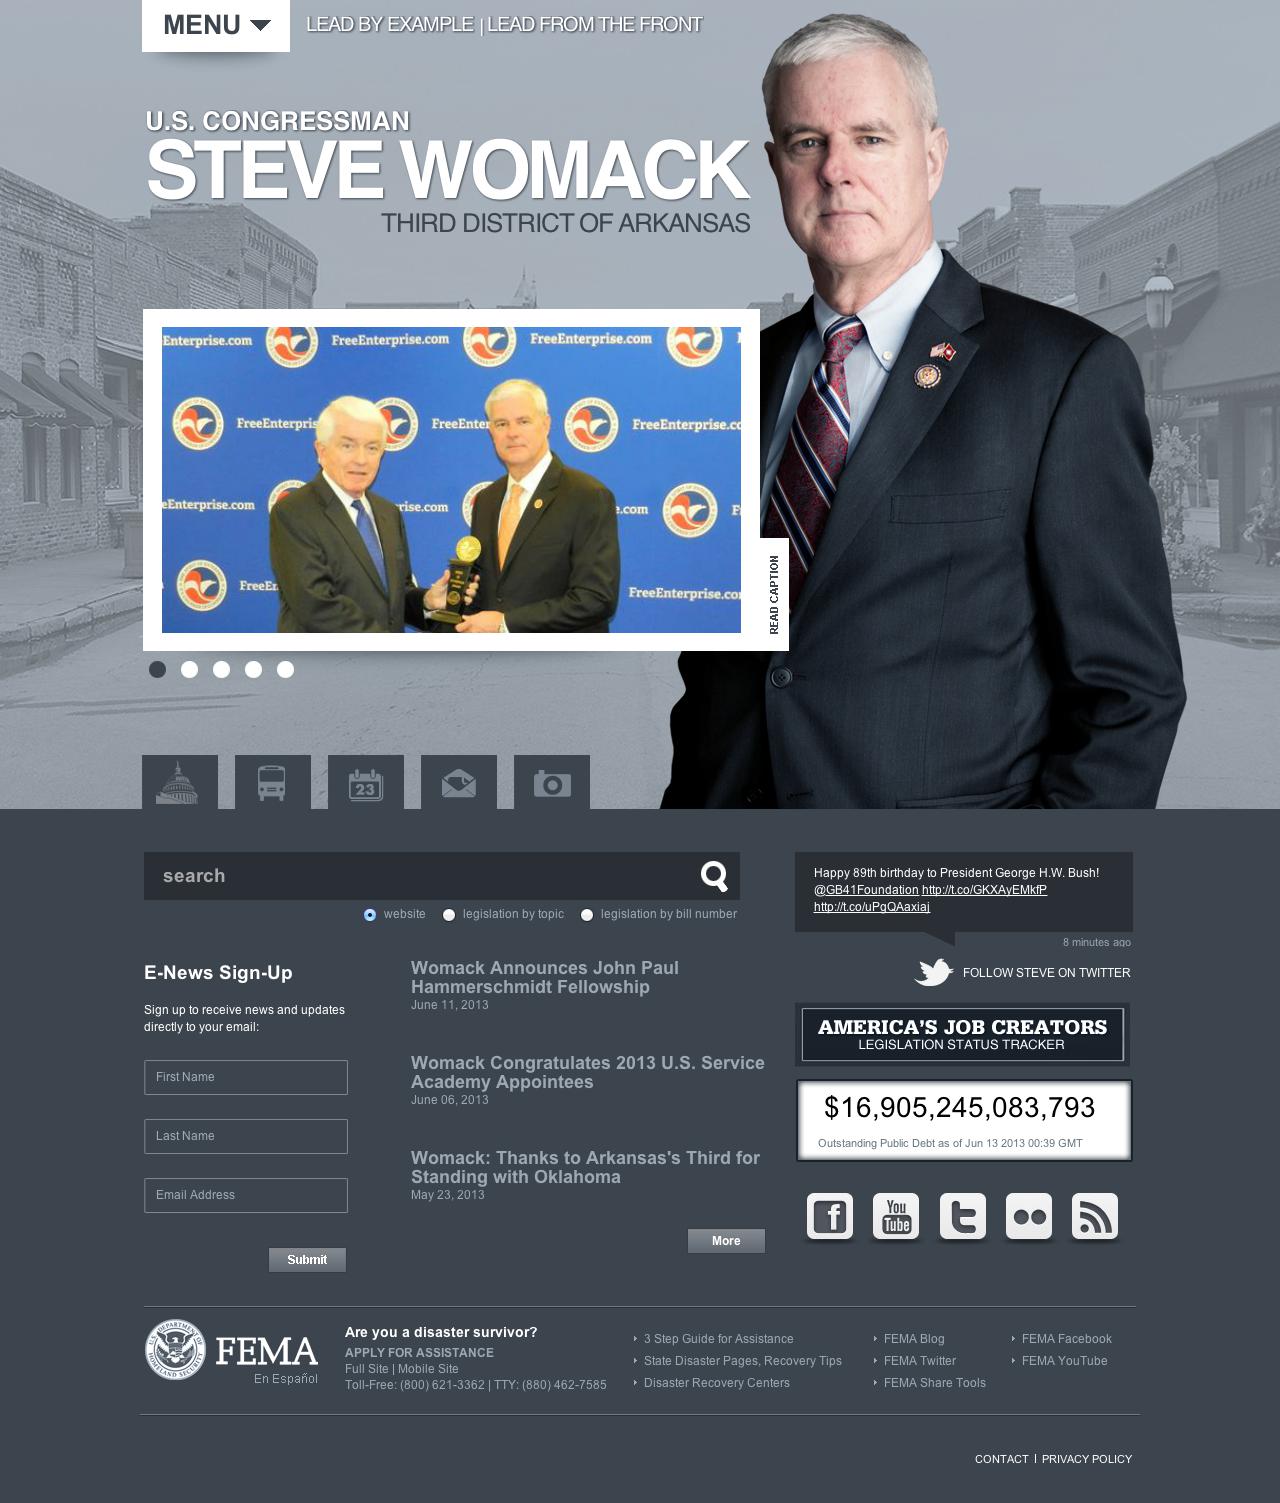 MENU
LEAD BY EXAMPLE | LEAD FROM THE FRONT
U.S. CONGRESSMAN
STEVE WOMACK
THIRD DISTRICT OF ARKANSAS
Enterprise.com FreeEnterprise.com FreeEnterprise.com
FreeEnterprise.com FreeEnterprise.com
eEnterprise.com
FreeEnterprise.com
READ CAPTION
23
search
website legislation by topic legislation by bill number
Happy 89th birthday to President George H.W. Bush!
@GB41Foundation http://t.co/GKXAyEMkfP
http://t.co/uPgQAaxiaj
8 minutes ago
FOLLOW STEVE ON TWITTER
E-News Sign-Up
Sign up to receive news and updates
directly to your email:
First Name
Last Name
Email Address
Submit
Womack Announces John Paul
Hammerschmidt Fellowship
June 11, 2013
Womack Congratulates 2013 U.S. Service
Academy Appointees
June 06, 2013
Womack: Thanks to Arkansas's Third for
Standing with Oklahoma
May 23, 2013
More
AMERICA'S JOB CREATORS
LEGISLATION STATUS TRACKER
$16,905,245,083,793
Outstanding Public Debt as of Jun 13 2013 00:39 GMT
f You Tube t
FEMA
En Español
Are you a disaster survivor?
APPLY FOR ASSISTANCE
Full Site | Mobile Site
Toll-Free: (800) 621-3362 | TTY: (880) 462-7585
3 Step Guide for Assistance
State Disaster Pages, Recovery Tips
Disaster Recovery Centers
FEMA Blog
FEMA Twitter
FEMA Share Tools
FEMA Facebook
FEMA YouTube
CONTACT | PRIVACY POLICY